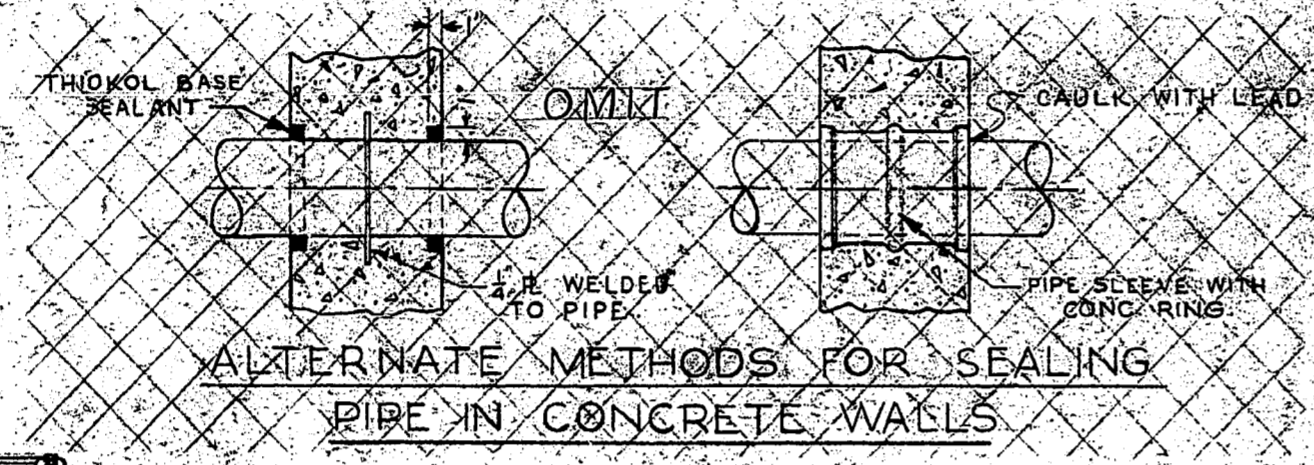 1"
THIOKOL BASE
SEALANT
OMIT
CAULK WITH LEAD
1/4" PL WELDED
TO PIPE
PIPE SLEEVE WITH
CONC. RING.
ALTERNATE METHODS FOR SEALING
PIPE IN CONCRETE WALLS